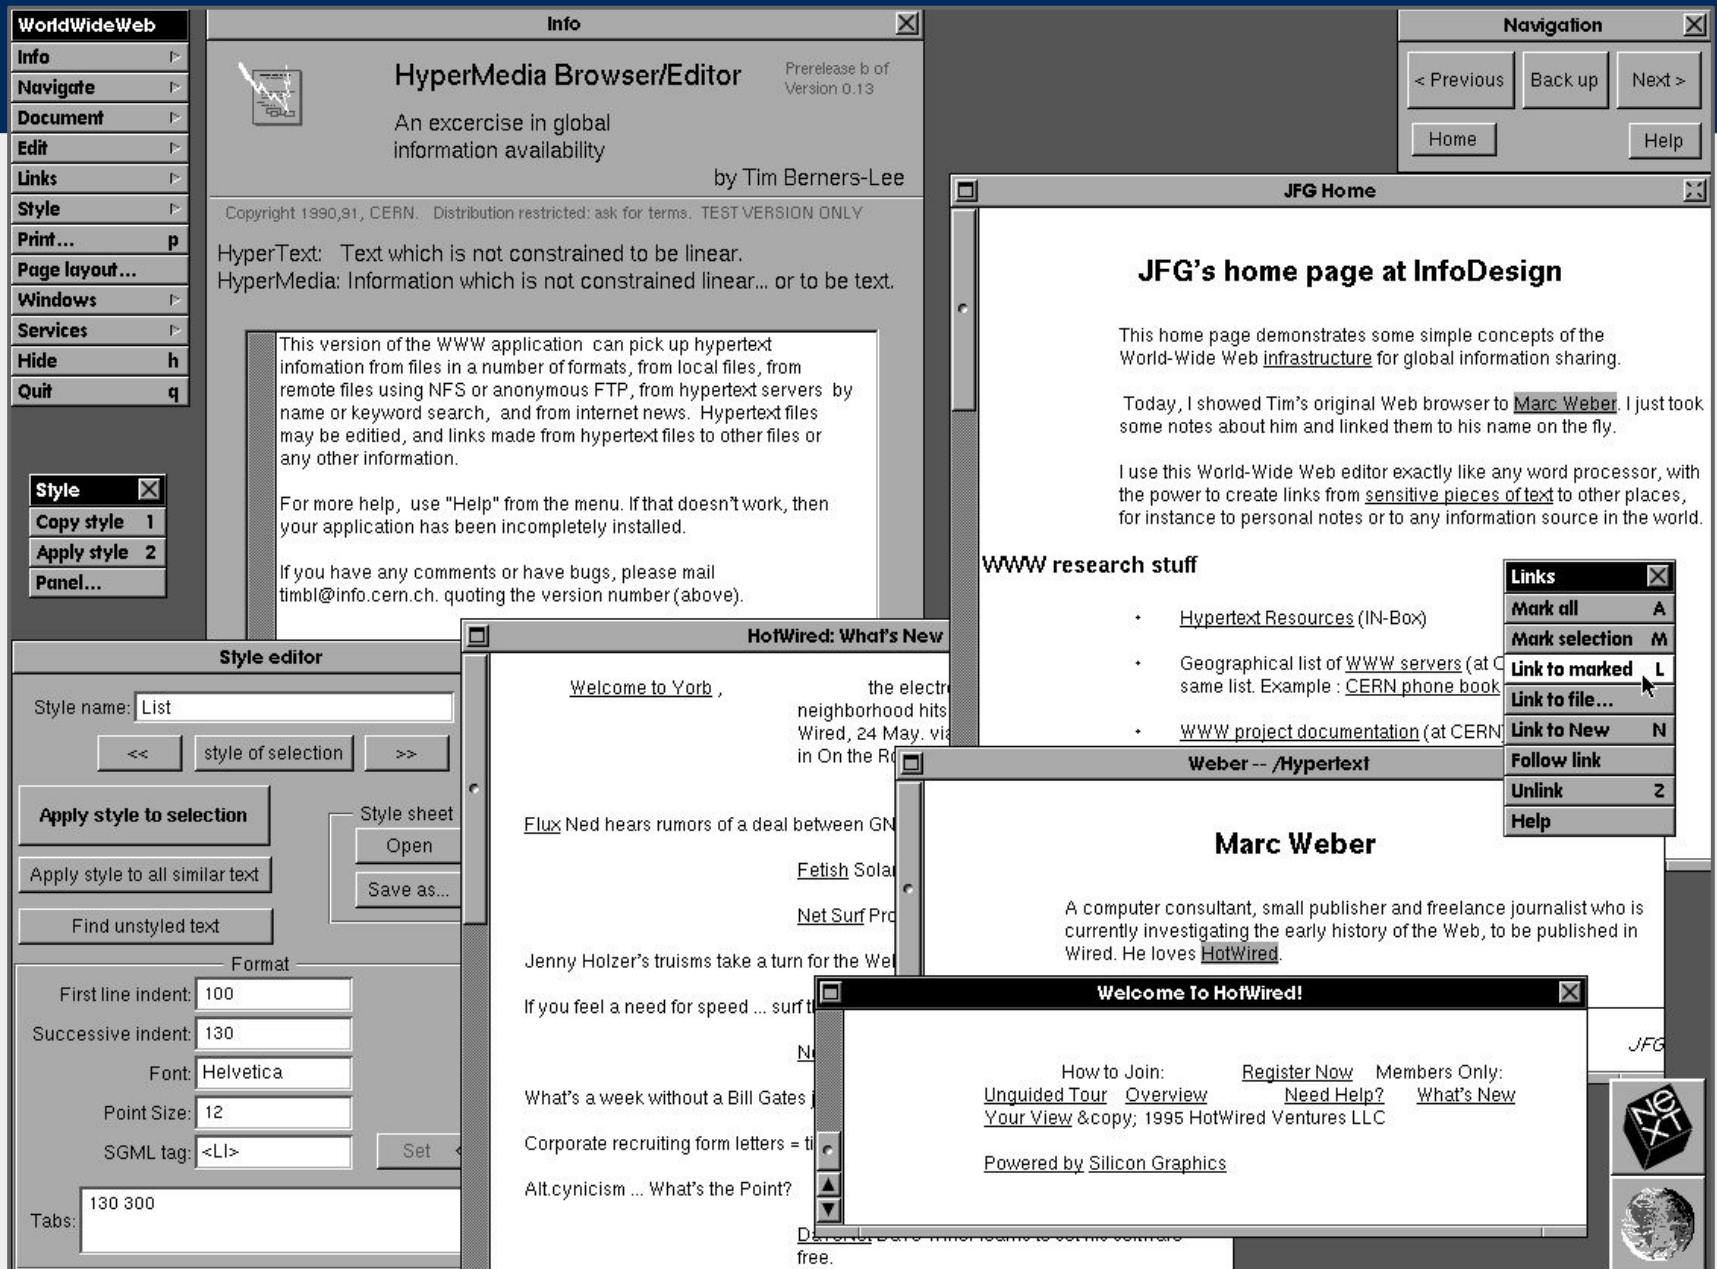 WorldWideWeb
Info
Navigate
Document
Edit
Links
Style
Print... p
Page layout...
Windows
Services
Hide h
Quit q
Style
Copy style 1
Apply style 2
Panel...
Info
HyperMedia Browser/Editor
Prerelease b of
Version 0.13
An excercise in global
information availability
by Tim Berners-Lee
Copyright 1990,91, CERN. Distribution restricted: ask for terms. TEST VERSION ONLY
HyperText: Text which is not constrained to be linear.
HyperMedia: Information which is not constrained linear... or to be text.
This version of the WWW application can pick up hypertext
infomation from files in a number of formats, from local files, from
remote files using NFS or anonymous FTP, from hypertext servers by
name or keyword search, and from internet news. Hypertext files
may be editied, and links made from hypertext files to other files or
any other information.
For more help, use "Help" from the menu. If that doesn't work, then
your application has been incompletely installed.
If you have any comments or have bugs, please mail
timbl@info.cern.ch. quoting the version number (above).
Navigation
< Previous Back up Next >
Home Help
JFG Home
JFG's home page at InfoDesign
This home page demonstrates some simple concepts of the
World-Wide Web infrastructure for global information sharing.
Today, I showed Tim's original Web browser to Marc Weber. I just took
some notes about him and linked them to his name on the fly.
I use this World-Wide Web editor exactly like any word processor, with
the power to create links from sensitive pieces of text to other places,
for instance to personal notes or to any information source in the world.
WWW research stuff
Hypertext Resources (IN-Box)
Geographical list of WWW servers (at C
same list. Example : CERN phone book
WWW project documentation (at CERN)
Links
Mark all A
Mark selection M
Link to marked L
Link to file...
Link to New N
Follow link
Unlink Z
Help
Style editor
Style name: List
<< style of selection >>
Apply style to selection
Style sheet
Open
Apply style to all similar text
Save as...
Find unstyled text
Format
First line indent: 100
Successive indent: 130
Font: Helvetica
Point Size: 12
SGML tag: <LI>
Set
Tabs: 130 300
HotWired: What's New
Welcome to Yorb , the electr
neighborhood hits
Wired, 24 May. via
in On the Ro
Flux Ned hears rumors of a deal between GN
Fetish Solar
Net Surf Pro
Jenny Holzer's truisms take a turn for the We
If you feel a need for speed ... surf t
What's a week without a Bill Gates j
Corporate recruiting form letters = ti
Alt.cynicism ... What's the Point?
free.
Weber -- /Hypertext
Marc Weber
A computer consultant, small publisher and freelance journalist who is
currently investigating the early history of the Web, to be published in
Wired. He loves HotWired.
JFG
Welcome To HotWired!
How to Join: Register Now Members Only:
Unguided Tour Overview Need Help? What's New
Your View &copy; 1995 HotWired Ventures LLC
Powered by Silicon Graphics
NeXT